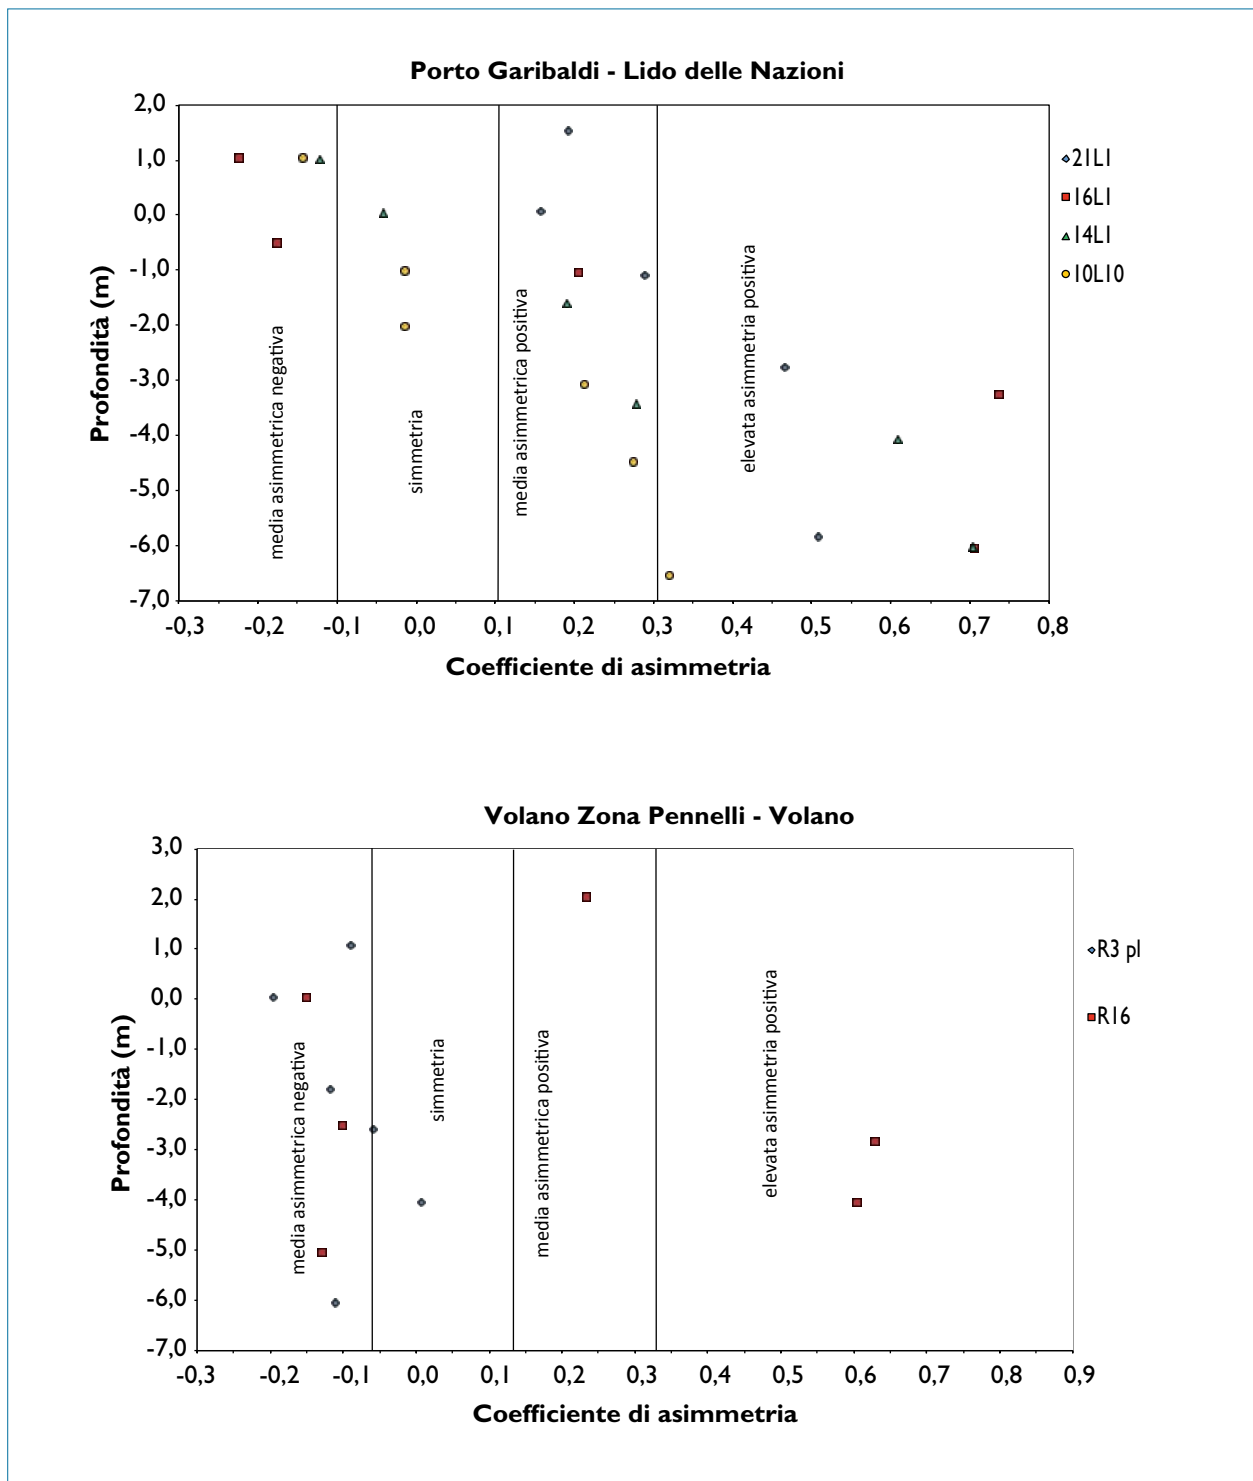 Porto Garibaldi - Lido delle Nazioni
2,0
1,0
0,0
-1,0
-2,0
-3,0
-4,0
-5,0
-6,0
-7,0
Profondità (m)
media asimmetrica negativa
simmetria
media asimmetrica positiva
elevata asimmetria positiva
21L1
16L1
14L1
10L10
-0,3 -0,2 -0,1 0,0 0,1 0,2 0,3 0,4 0,5 0,6 0,7 0,8
Coefficiente di asimmetria
Volano Zona Pennelli - Volano
3,0
2,0
1,0
0,0
-1,0
-2,0
-3,0
-4,0
-5,0
-6,0
-7,0
Profondità (m)
media asimmetrica negativa
simmetria
media asimmetrica positiva
elevata asimmetria positiva
R3 pl
R16
-0,3 -0,2 -0,1 0,0 0,1 0,2 0,3 0,4 0,5 0,6 0,7 0,8 0,9
Coefficiente di asimmetria